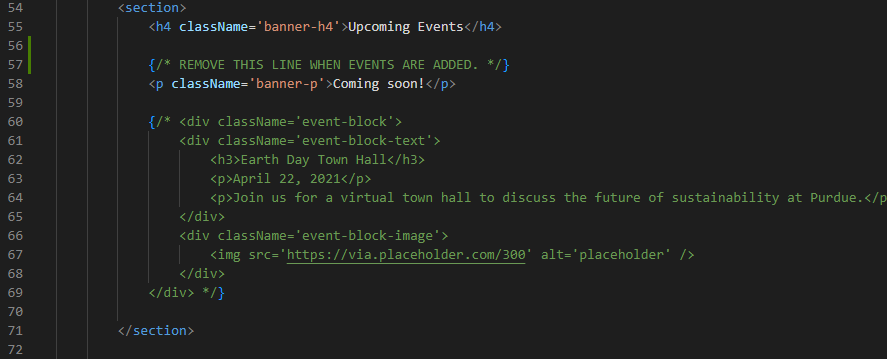 54 <section>
55 <h4 className='banner-h4'>Upcoming Events</h4>
56
57 {/* REMOVE THIS LINE WHEN EVENTS ARE ADDED. */}
58 <p className='banner-p'>Coming soon!</p>
59
60 {/* <div className='event-block'>
61 <div className='event-block-text'>
62 <h3>Earth Day Town Hall</h3>
63 <p>April 22, 2021</p>
64 <p>Join us for a virtual town hall to discuss the future of sustainability at Purdue.</p
65 </div>
66 <div className='event-block-image'>
67 <img src='https://via.placeholder.com/300' alt='placeholder' />
68 </div>
69 </div> */}
70
71 </section>
72